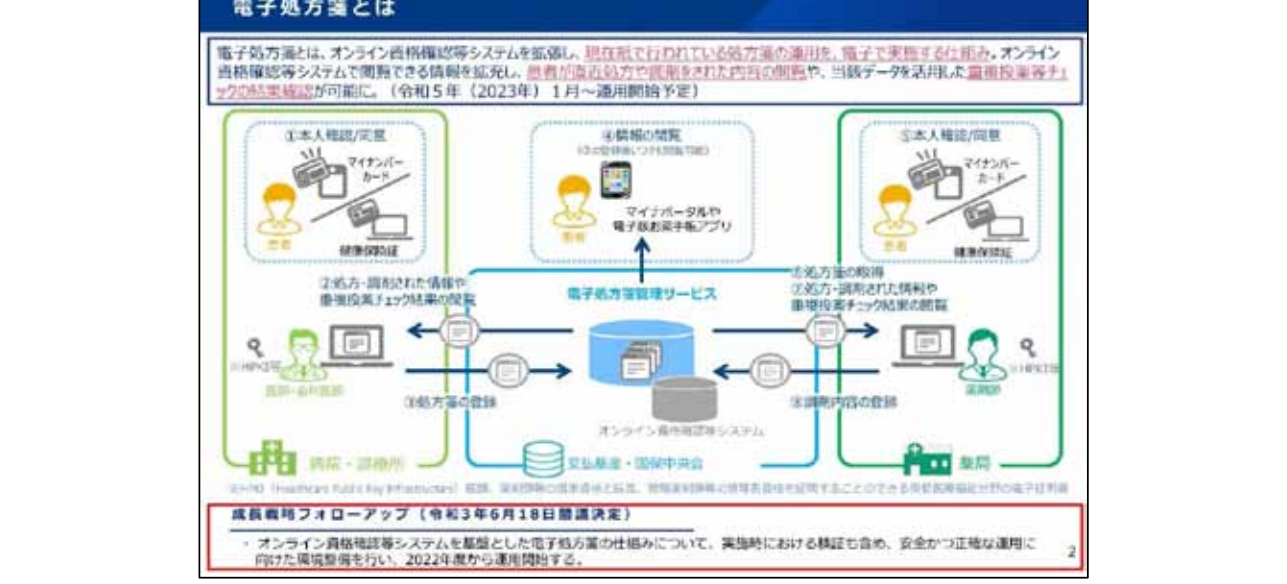 電子処方箋とは
電子処方箋とは、オンライン資格確認等システムを拡張し、現在紙で行われている処方箋の運用を、電子で実施する仕組み。オンライン
資格確認等システムで閲覧できる情報を拡充し、患者が直近処方や調剤をされた内容の閲覧や、当該データを活用した重複投薬等チェ
ックの結果確認が可能に。（令和5年（2023年）1月～運用開始予定）
①本人確認/同意
マイナンバー
カード
患者
健康保険証
④情報の閲覧
マイナポータルや
電子版お薬手帳アプリ
患者
⑤本人確認/同意
マイナンバー
カード
患者
健康保険証
②処方・調剤された情報や
重複投薬チェック結果の閲覧
電子処方箋管理サービス
⑥処方箋の取得
⑦処方・調剤された情報や
重複投薬チェック結果の閲覧
※HPKI等
医師・歯科医師
③処方箋の登録
オンライン資格確認等システム
⑧調剤内容の登録
※HPKI等
薬剤師
病院・診療所
支払基金・国保中央会
薬局
成長戦略フォローアップ（令和3年6月18日閣議決定）
・ オンライン資格確認等システムを基盤とした電子処方箋の仕組みについて、実施時における検証も含め、安全かつ正確な運用に
向けた環境整備を行い、2022年度から運用開始する。
2